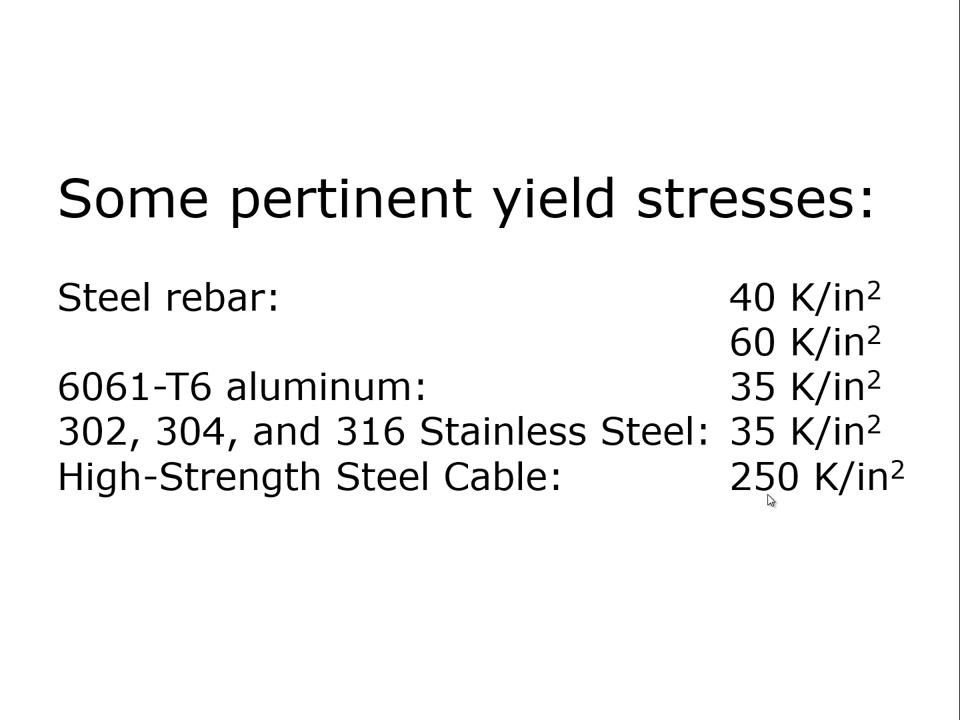 Some pertinent yield stresses:
Steel rebar: 40 K/in²
60 K/in²
6061-T6 aluminum: 35 K/in²
302, 304, and 316 Stainless Steel: 35 K/in²
High-Strength Steel Cable: 250 K/in²